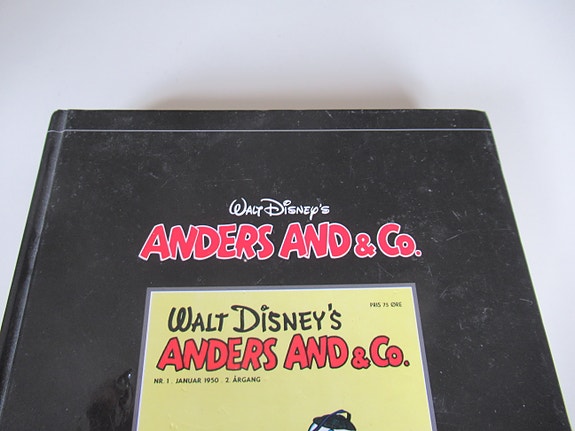 WALT DISNEY'S
ANDERS AND & CO.
WALT DISNEY'S
PRIS 75 ØRE
ANDERS AND & CO.
NR. 1 . JANUAR 1950 . 2. ÅRGANG